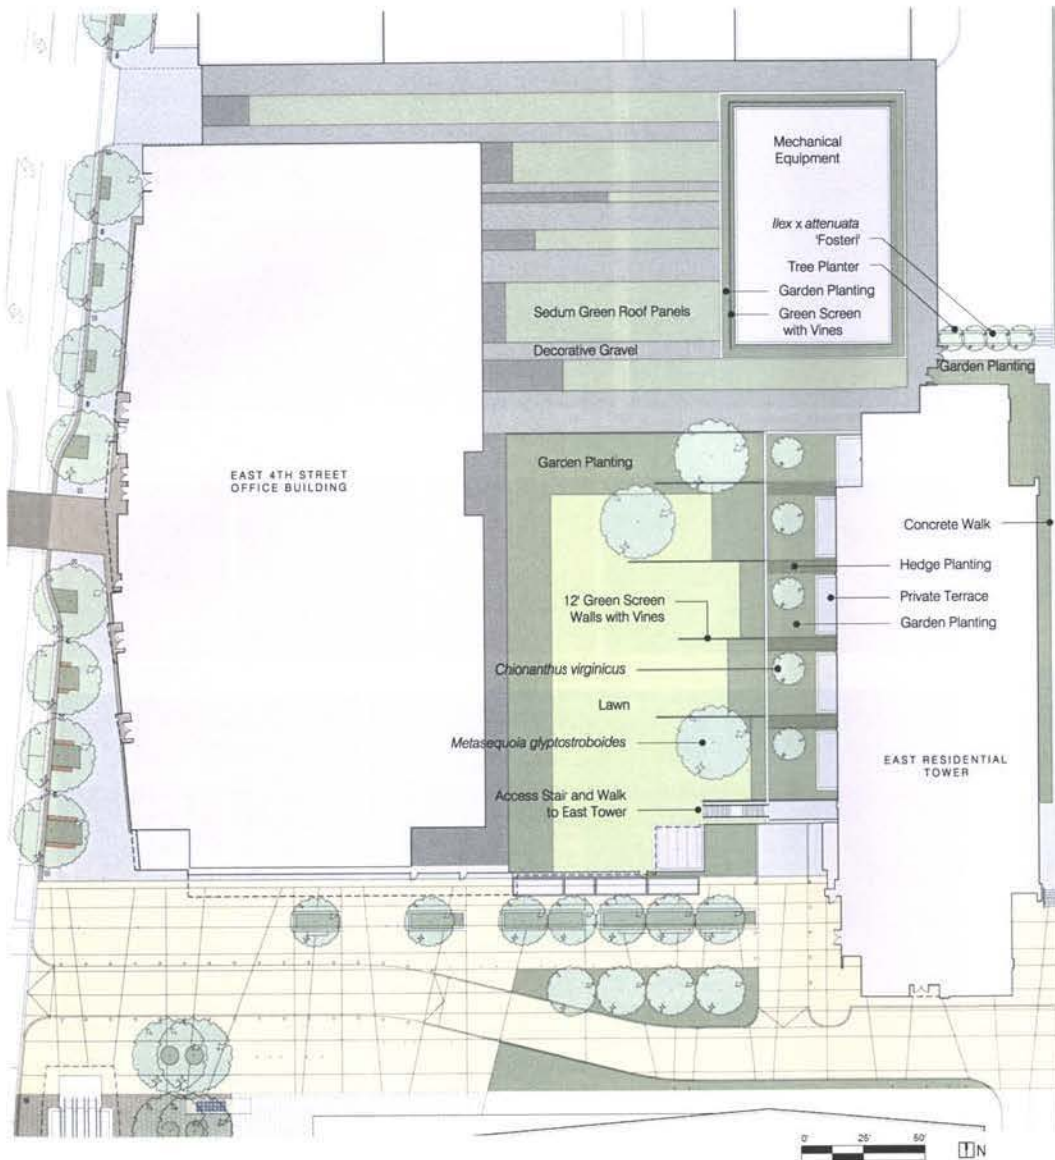 Mechanical
Equipment
Ilex x attenuata
'Fosteri'
Tree Planter
Garden Planting
Green Screen
with Vines
Sedum Green Roof Panels
Decorative Gravel
Garden Planting
Garden Planting
EAST 4TH STREET
OFFICE BUILDING
Concrete Walk
Hedge Planting
12' Green Screen
Walls with Vines
Private Terrace
Garden Planting
Chionanthus virginicus
Lawn
Metasequoia glyptostroboides
EAST RESIDENTIAL
TOWER
Access Stair and Walk
to East Tower
0' 25' 50'
N